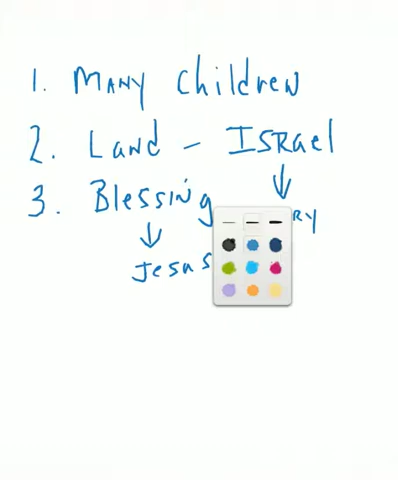 1. MANY children
2. Land - ISRael
3. Blessing
Jesus